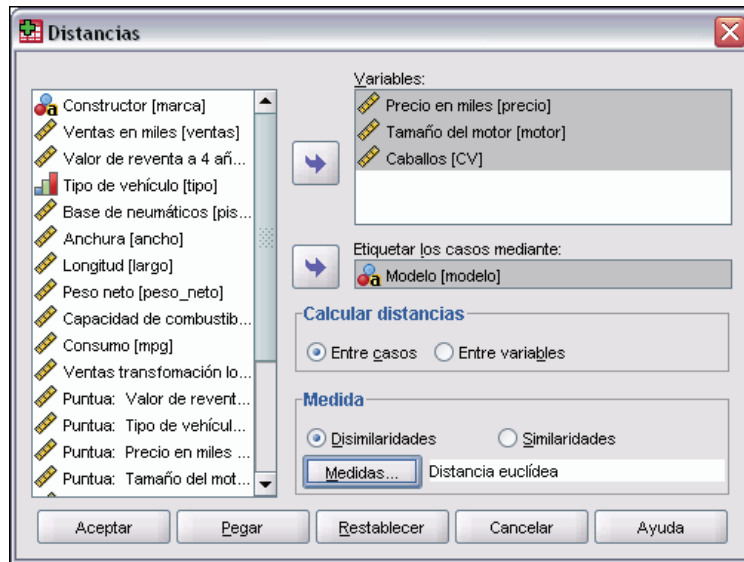 Distancias
Constructor [marca]
Ventas en miles [ventas]
Valor de reventa a 4 añ...
Tipo de vehículo [tipo]
Base de neumáticos [pis...
Anchura [ancho]
Longitud [largo]
Peso neto [peso_neto]
Capacidad de combustib...
Consumo [mpg]
Ventas transfomación lo...
Puntua: Valor de revent...
Puntua: Tipo de vehícul...
Puntua: Precio en miles ...
Puntua: Tamaño del mot...
Variables:
Precio en miles [precio]
Tamaño del motor [motor]
Caballos [CV]
Etiquetar los casos mediante:
Modelo [modelo]
Calcular distancias
Entre casos Entre variables
Medida
Disimilaridades Similaridades
Medidas... Distancia euclídea
Aceptar Pegar Restablecer Cancelar Ayuda